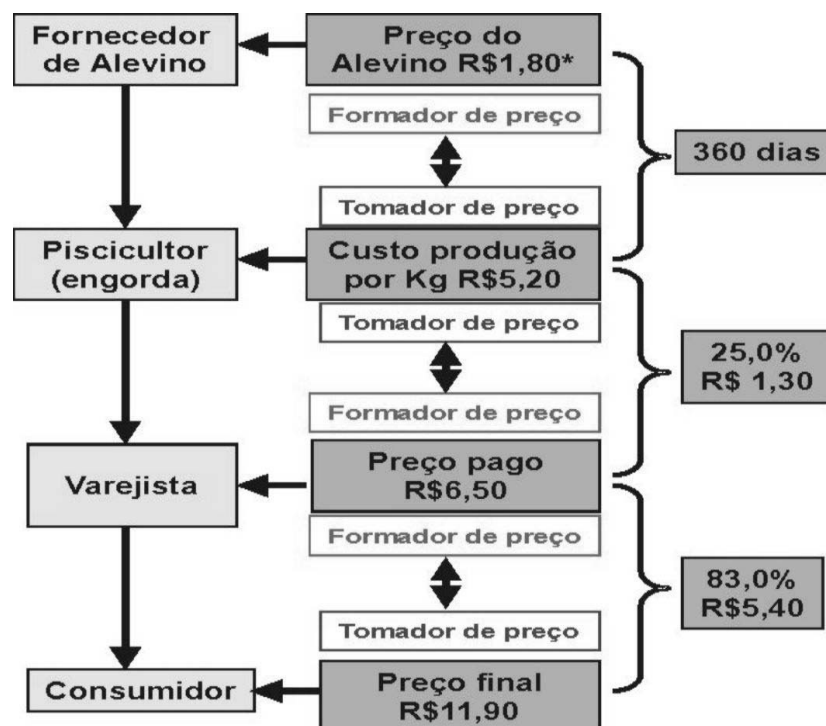 Fornecedor
de Alevino
Preço do
Alevino R$1,80*
Formador de preço
360 dias
Tomador de preço
Piscicultor
(engorda)
Custo produção
por Kg R$5,20
Tomador de preço
25,0%
R$ 1,30
Formador de preço
Varejista
Preço pago
R$6,50
Formador de preço
83,0%
R$5,40
Tomador de preço
Consumidor
Preço final
R$11,90